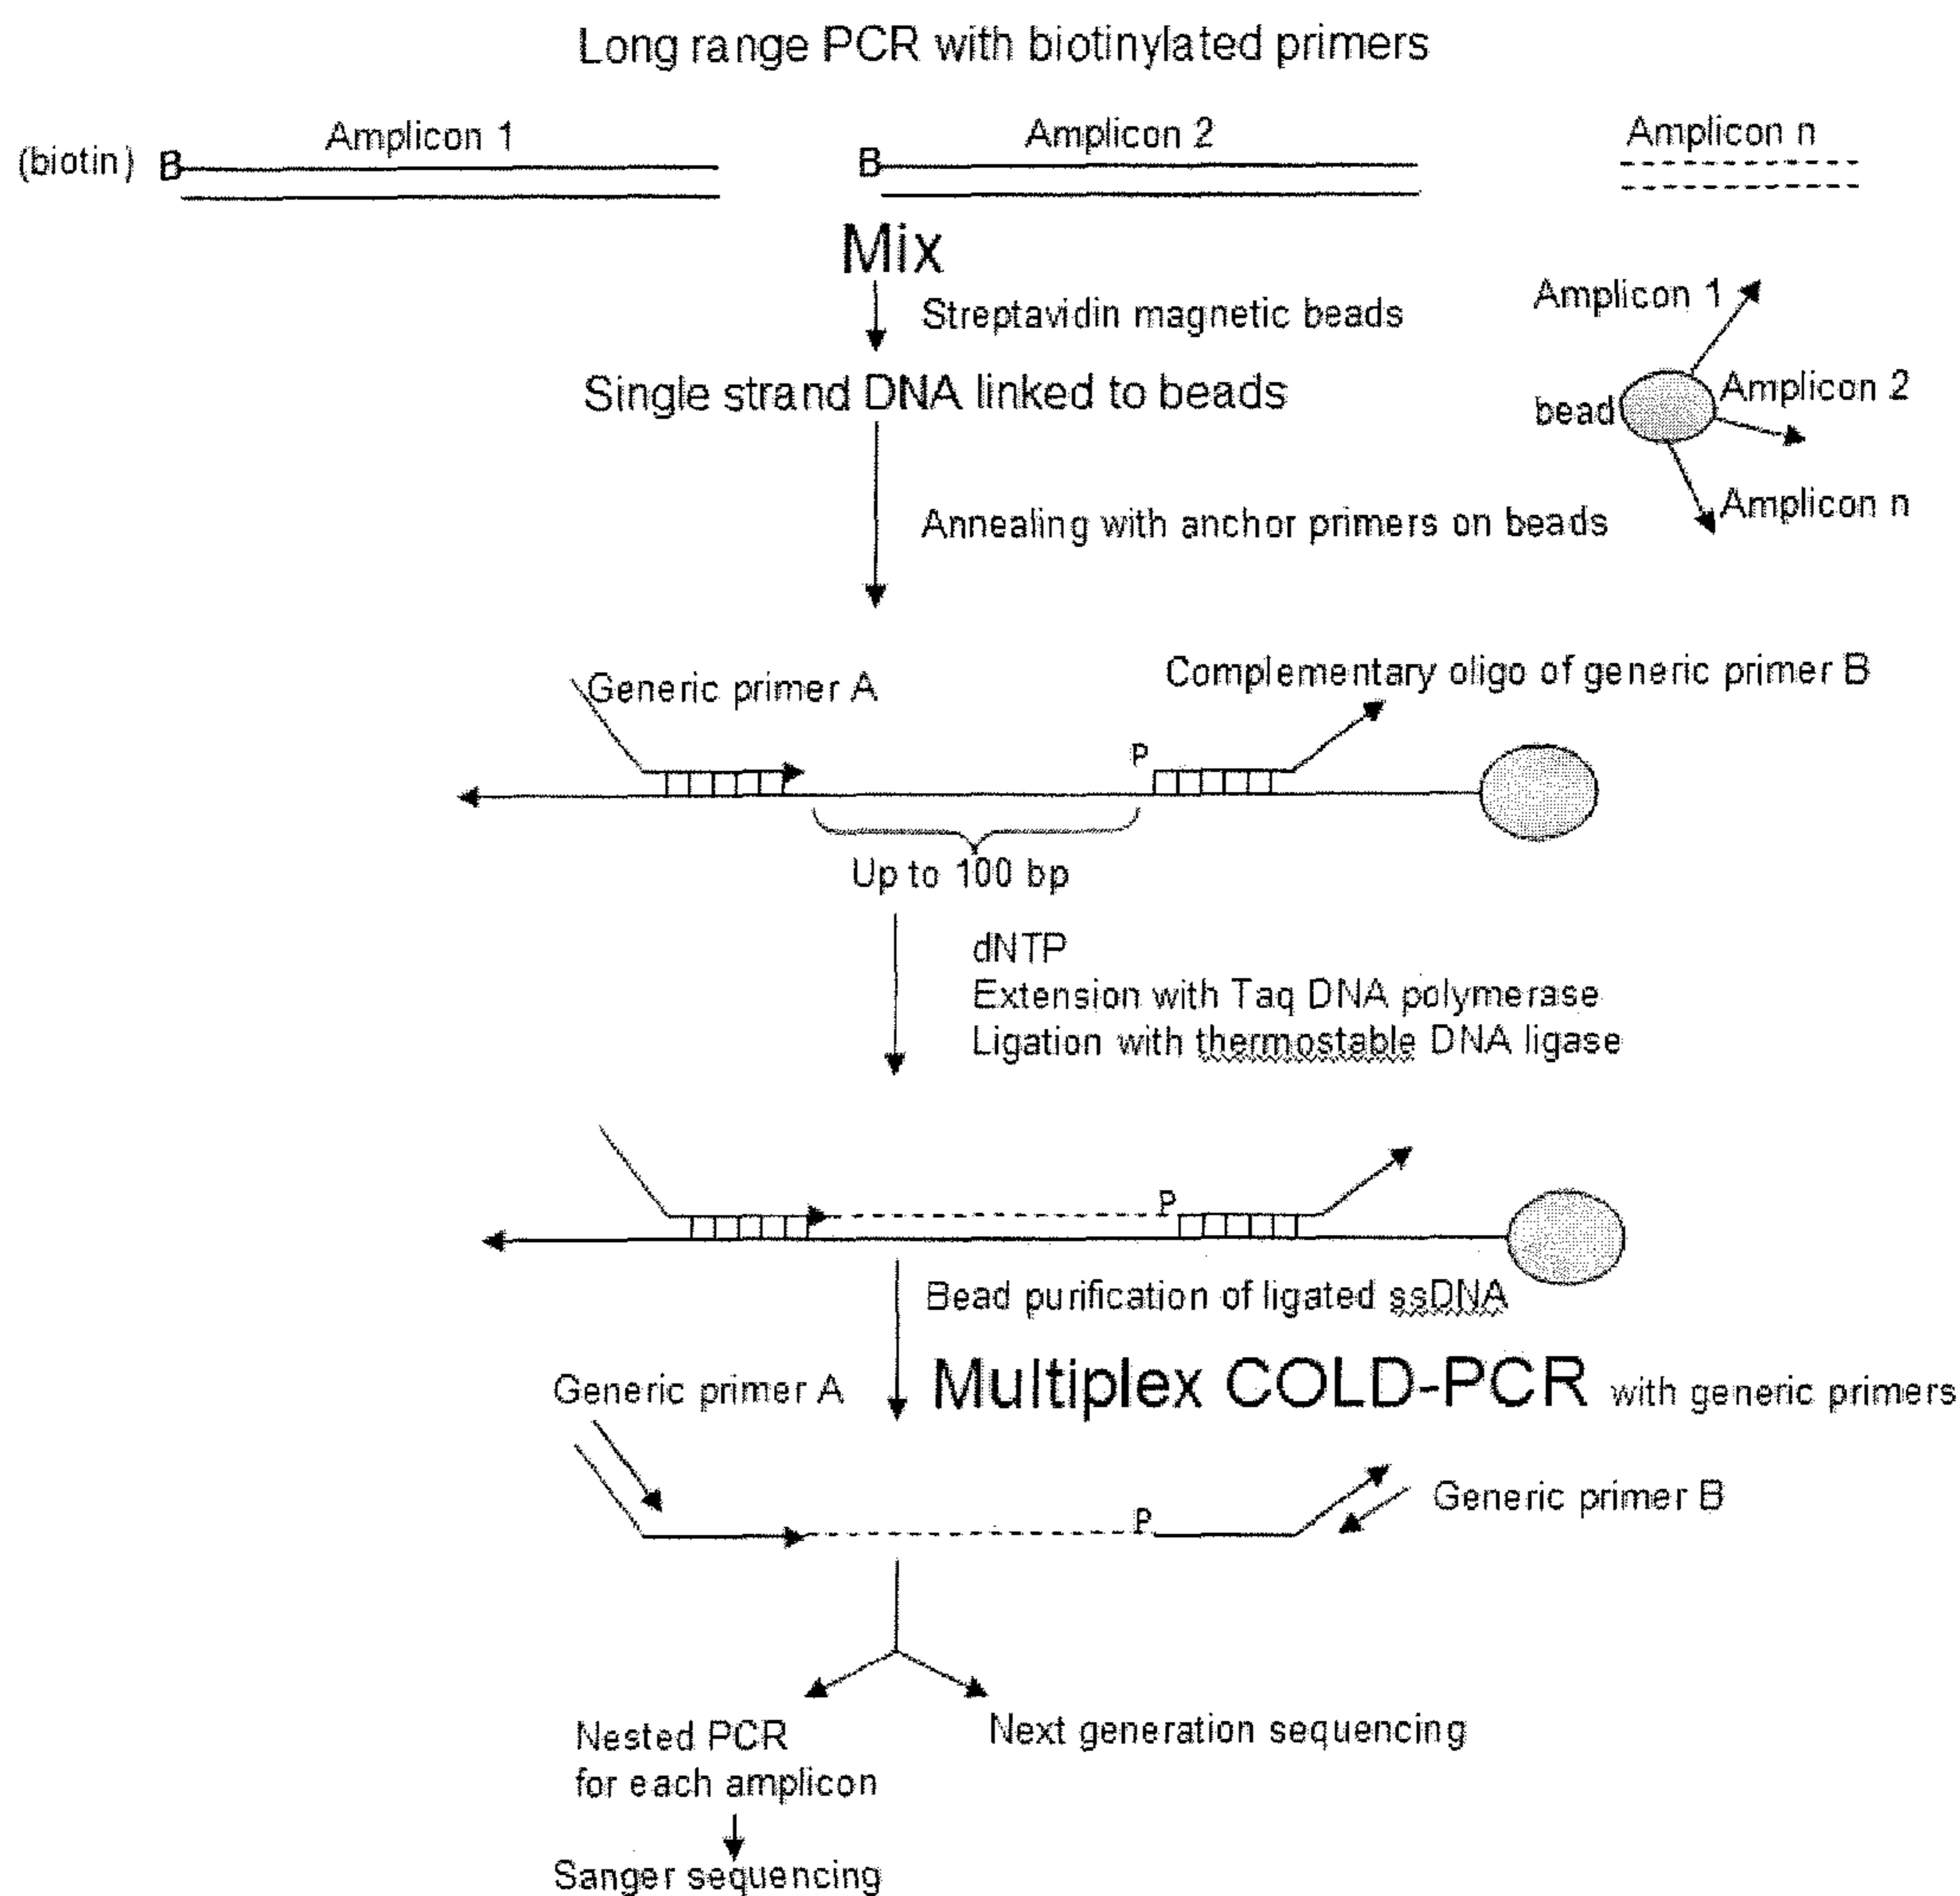 Long range PCR with biotinylated primers
(biotin) B Amplicon 1
B Amplicon 2
Amplicon n
Mix
Streptavidin magnetic beads
Single strand DNA linked to beads
Amplicon 1
bead
Amplicon 2
Amplicon n
Annealing with anchor primers on beads
Generic primer A
Complementary oligo of generic primer B
P
Up to 100 bp
dNTP
Extension with Taq DNA polymerase
Ligation with thermostable DNA ligase
P
Bead purification of ligated ssDNA
Multiplex COLD-PCR with generic primers
Generic primer A
P
Generic primer B
Nested PCR
for each amplicon
Next generation sequencing
Sanger sequencing